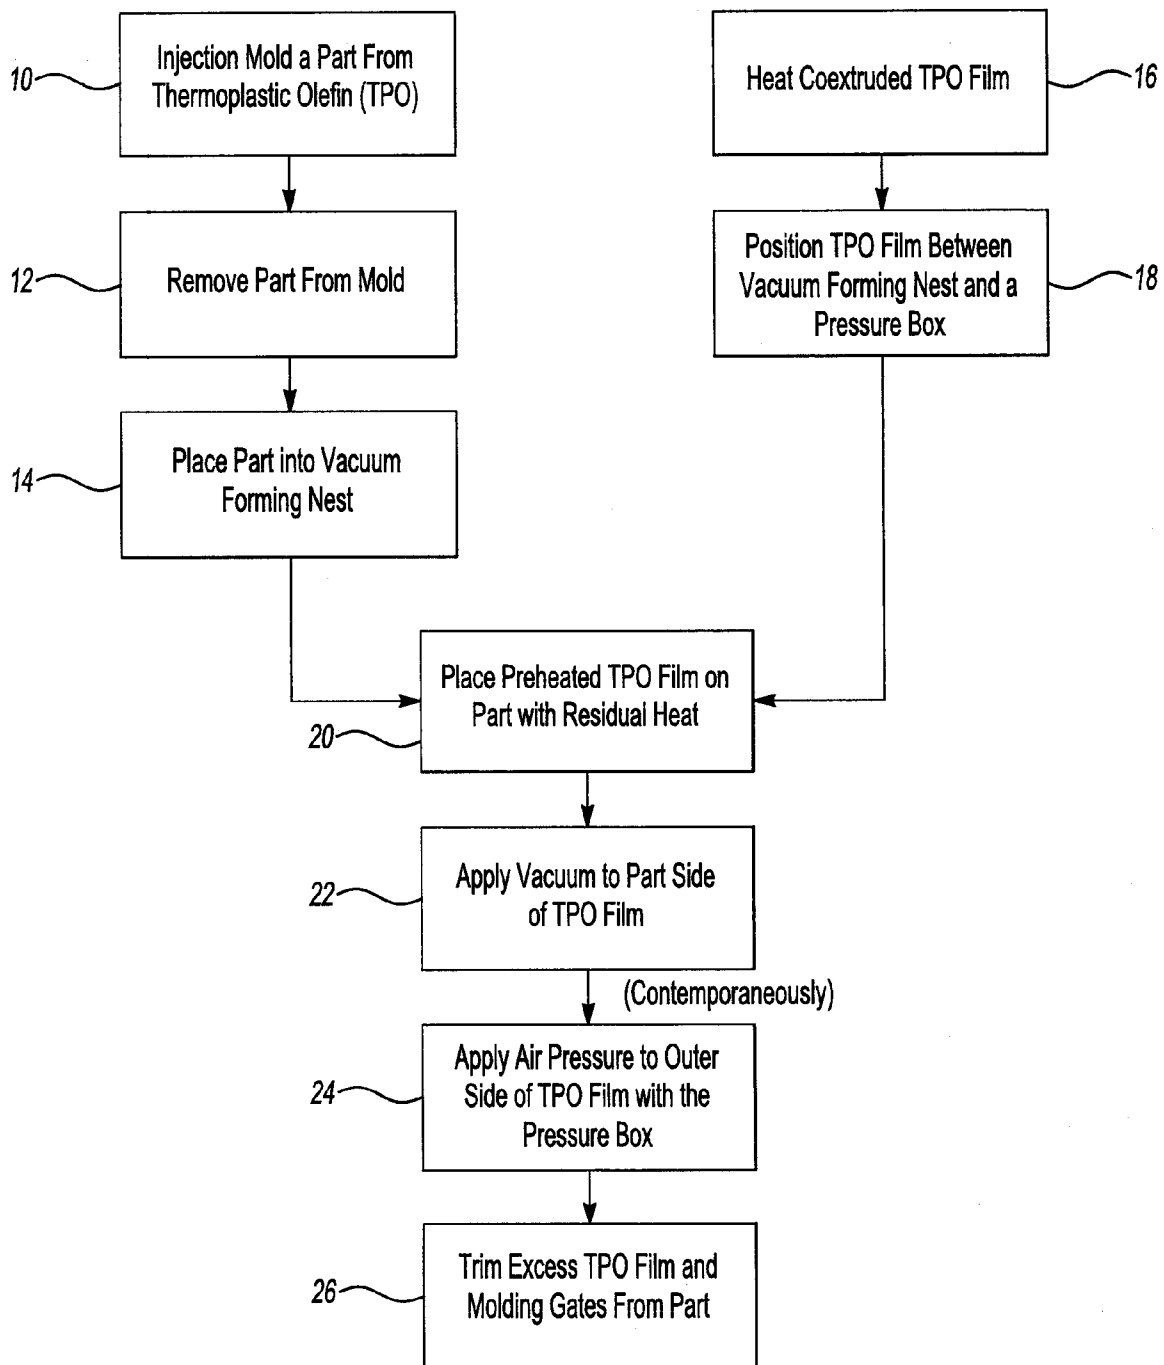 10
Injection Mold a Part From
Thermoplastic Olefin (TPO)
12
Remove Part From Mold
14
Place Part into Vacuum
Forming Nest
Heat Coextruded TPO Film
16
Position TPO Film Between
Vacuum Forming Nest and a
Pressure Box
18
Place Preheated TPO Film on
Part with Residual Heat
20
22
Apply Vacuum to Part Side
of TPO Film
(Contemporaneously)
24
Apply Air Pressure to Outer
Side of TPO Film with the
Pressure Box
26
Trim Excess TPO Film and
Molding Gates From Part